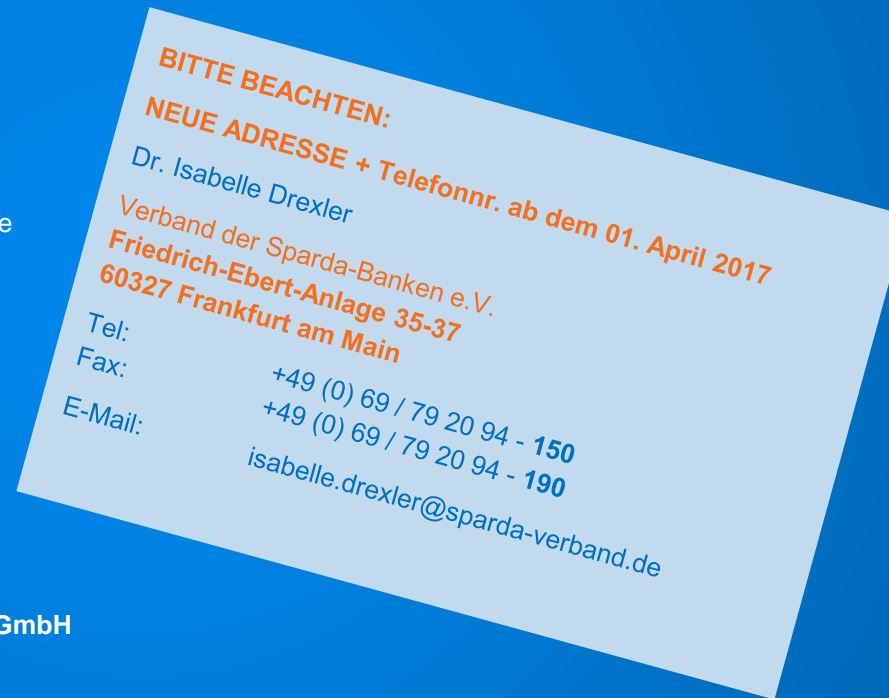 BITTE BEACHTEN:
NEUE ADRESSE + Telefonnr. ab dem 01. April 2017
Dr. Isabelle Drexler
Verband der Sparda-Banken e.V.
Friedrich-Ebert-Anlage 35-37
60327 Frankfurt am Main
Tel: +49 (0) 69 / 79 20 94 - 150
Fax: +49 (0) 69 / 79 20 94 - 190
E-Mail: isabelle.drexler@sparda-verband.de
e
GmbH